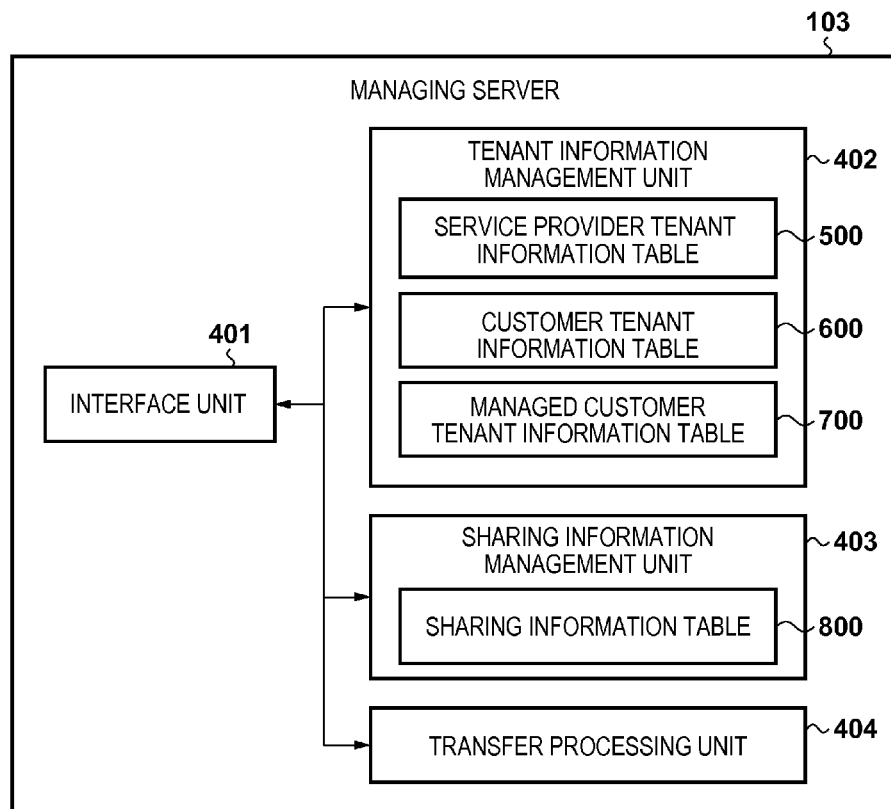 103
MANAGING SERVER
TENANT INFORMATION
MANAGEMENT UNIT
402
SERVICE PROVIDER TENANT
INFORMATION TABLE
500
CUSTOMER TENANT
INFORMATION TABLE
600
401
INTERFACE UNIT
MANAGED CUSTOMER
TENANT INFORMATION TABLE
700
SHARING INFORMATION
MANAGEMENT UNIT
403
SHARING INFORMATION TABLE
800
TRANSFER PROCESSING UNIT
404